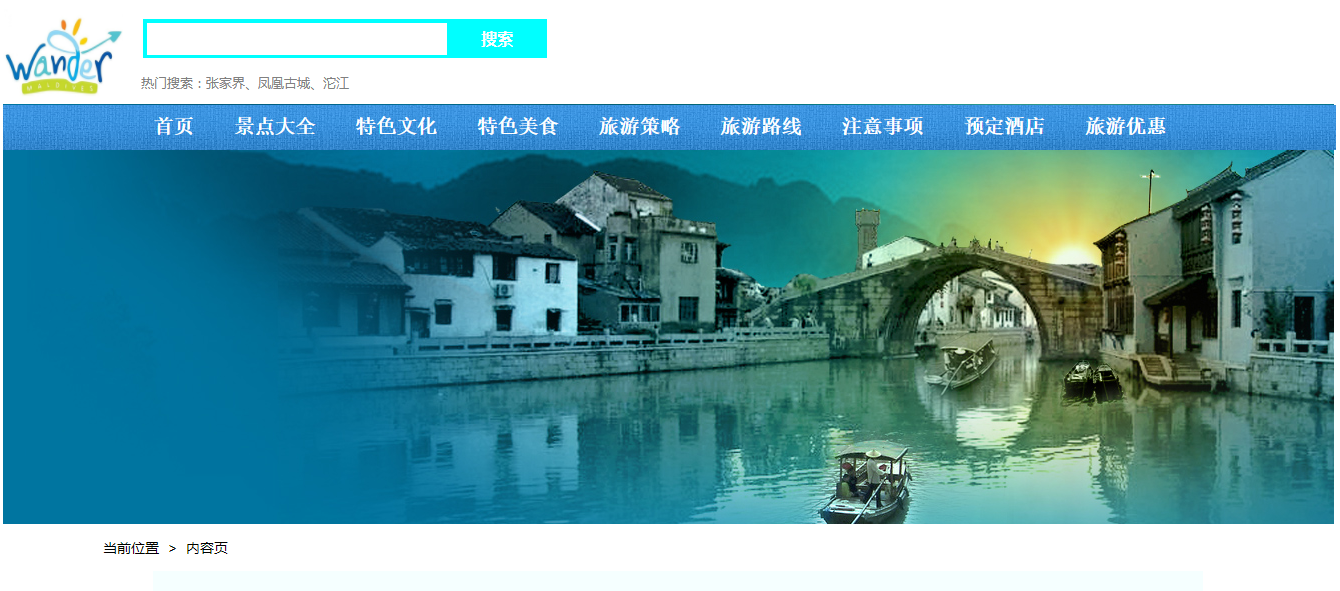 Wander
MALDIVES
搜索
热门搜索：张家界、凤凰古城、沱江
首页 景点大全 特色文化 特色美食 旅游策略 旅游路线 注意事项 预定酒店 旅游优惠
当前位置 > 内容页